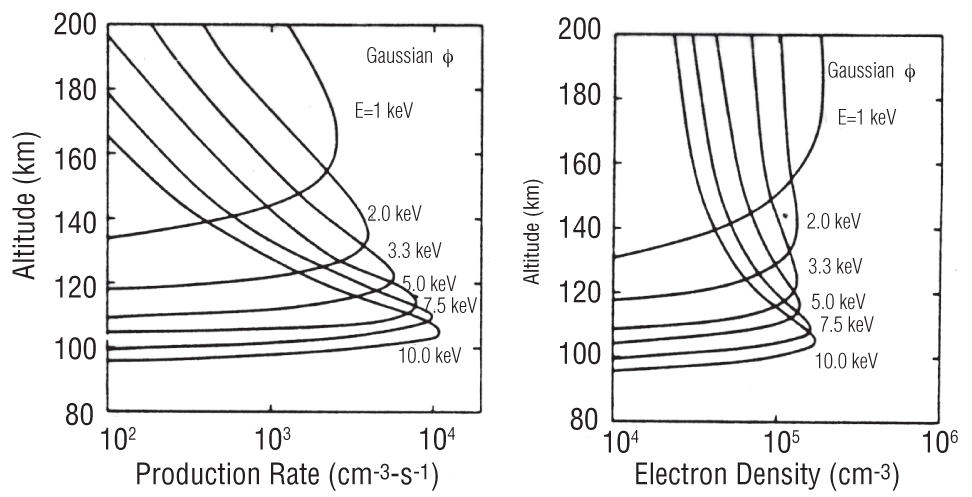 200
180
160
140
120
100
80
Altitude (km)
10²
10³
10⁴
Production Rate (cm-3-s-1)
Gaussian ϕ
E=1 keV
2.0 keV
3.3 keV
5.0 keV
7.5 keV
10.0 keV
200
180
160
140
120
100
80
Altitude (km)
10⁴
10⁵
10⁶
Electron Density (cm-3)
Gaussian ϕ
E=1 keV
2.0 keV
3.3 keV
5.0 keV
7.5 keV
10.0 keV